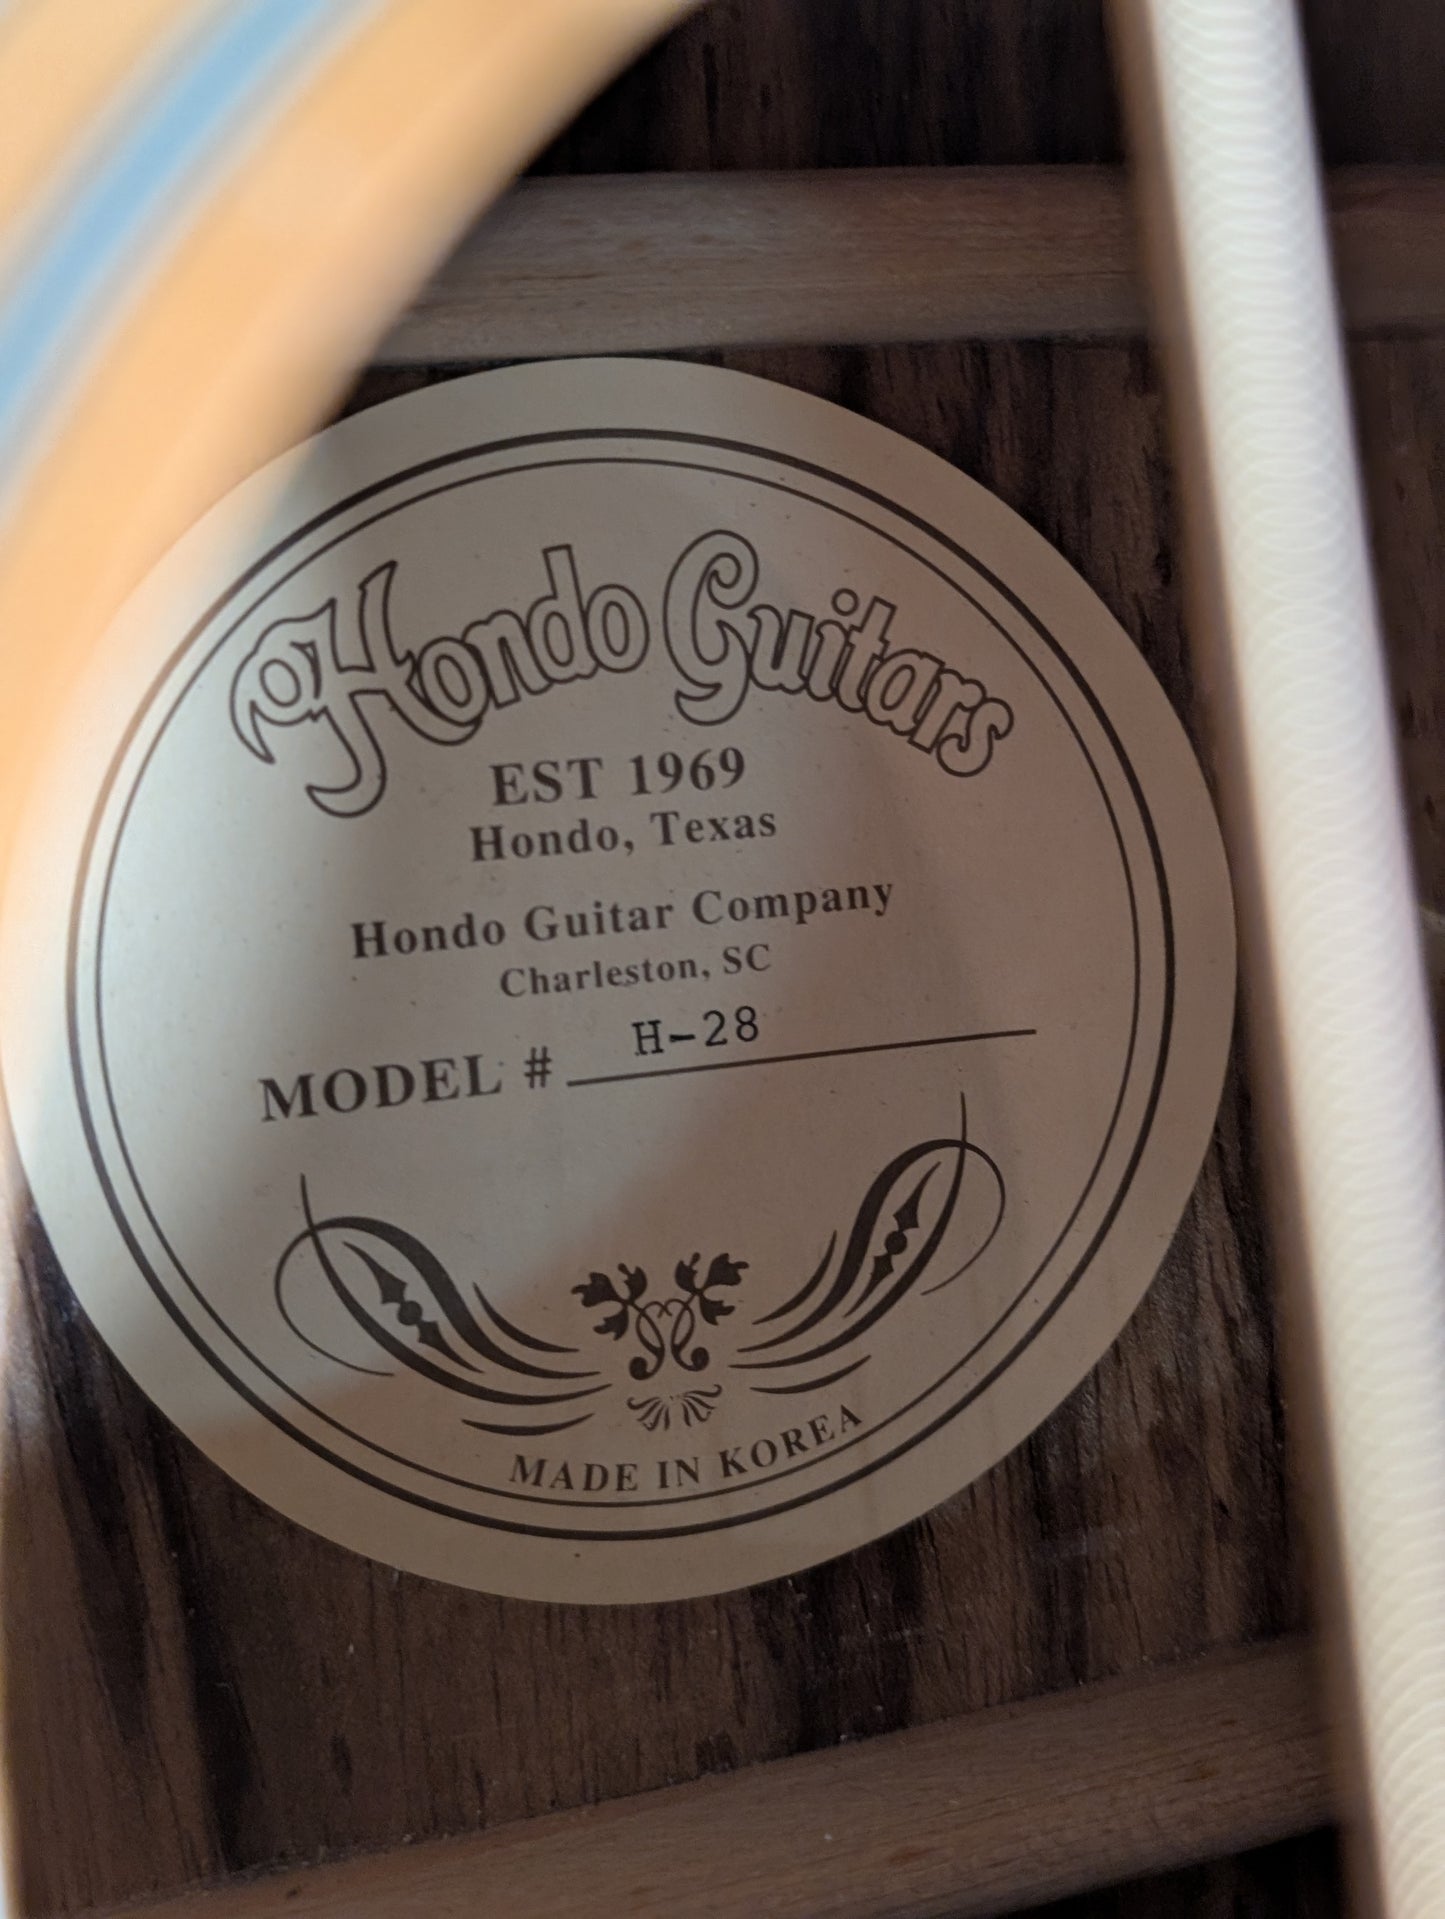 Hondo Guitars
EST 1969
Hondo, Texas
Hondo Guitar Company
Charleston, SC
MODEL # H-28
MADE IN KOREA